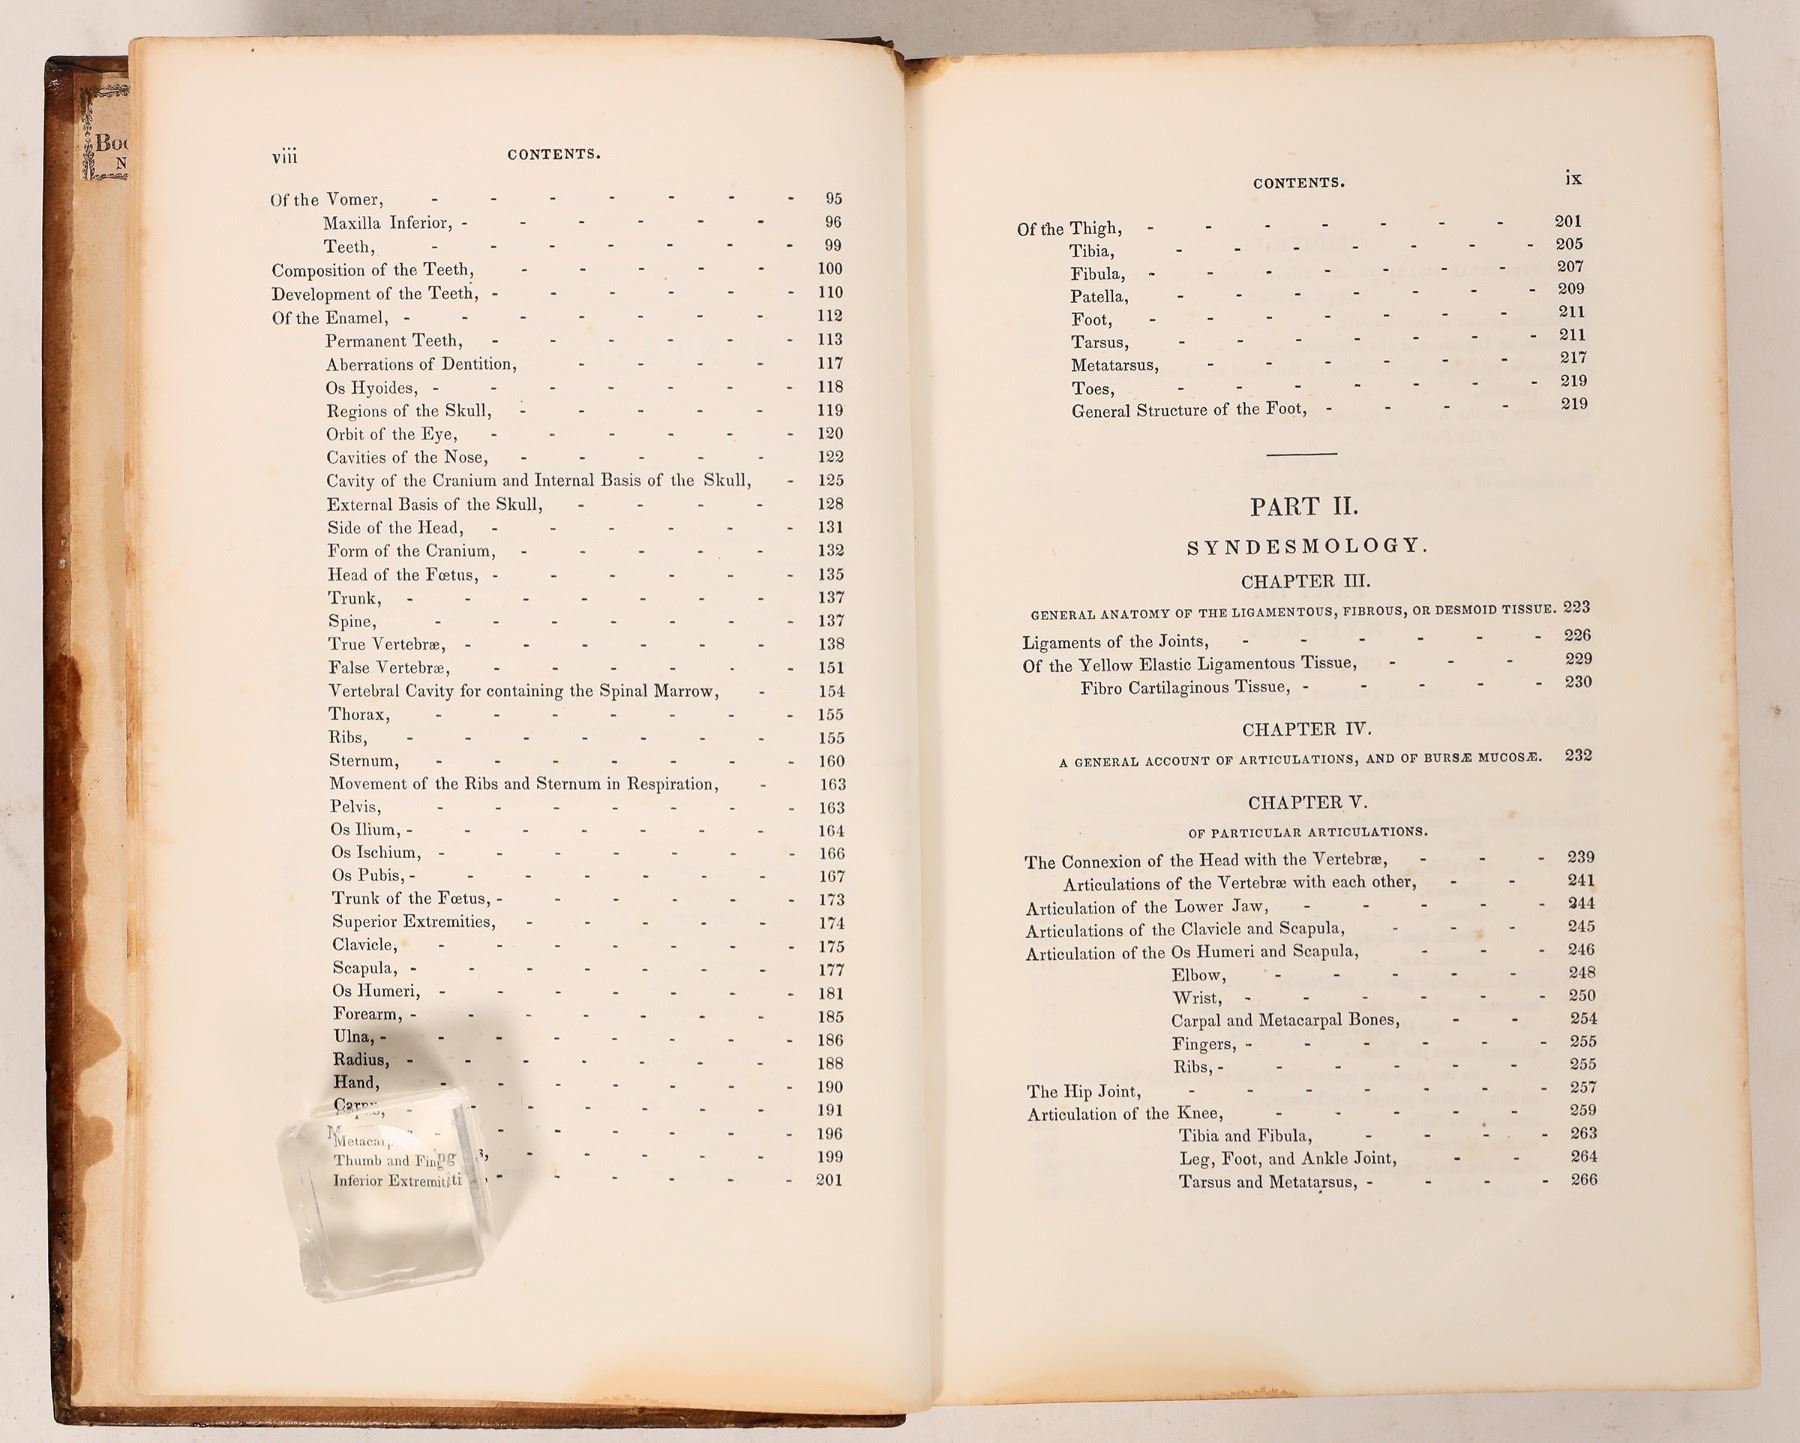 Boo
N
viii CONTENTS.
Of the Vomer, - - - - - - - 95
Maxilla Inferior, - - - - - - 96
Teeth, - - - - - - - 99
Composition of the Teeth, - - - - - 100
Development of the Teeth, - - - - - - 110
Of the Enamel, - - - - - - - 112
Permanent Teeth, - - - - - - 113
Aberrations of Dentition, - - - - 117
Os Hyoides, - - - - - - - 118
Regions of the Skull, - - - - - 119
Orbit of the Eye, - - - - - - 120
Cavities of the Nose, - - - - - 122
Cavity of the Cranium and Internal Basis of the Skull, - 125
External Basis of the Skull, - - - - 128
Side of the Head, - - - - - - 131
Form of the Cranium, - - - - - 132
Head of the Fœtus, - - - - - - 135
Trunk, - - - - - - - 137
Spine, - - - - - - - 137
True Vertebræ, - - - - - - 138
False Vertebræ, - - - - - - 151
Vertebral Cavity for containing the Spinal Marrow, - 154
Thorax, - - - - - - - 155
Ribs, - - - - - - - 155
Sternum, - - - - - - - 160
Movement of the Ribs and Sternum in Respiration, - 163
Pelvis, - - - - - - - 163
Os Ilium, - - - - - - - 164
Os Ischium, - - - - - - - 166
Os Pubis, - - - - - - - 167
Trunk of the Fœtus, - - - - - - 173
Superior Extremities, - - - - - 174
Clavicle, - - - - - - - 175
Scapula, - - - - - - - 177
Os Humeri, - - - - - - - 181
Forearm, - - - - - - - 185
Ulna, - - - - - - - - 186
Radius, - - - - - - - 188
Hand, - - - - - - - 190
- - - - - - - 191
- - - - - - 196
Thumb and - - - - - 199
Inferior - - - - - - 201
CONTENTS. ix
Of the Thigh, - - - - - - - 201
Tibia, - - - - - - - 205
Fibula, - - - - - - - 207
Patella, - - - - - - - 209
Foot, - - - - - - - 211
Tarsus, - - - - - - - 211
Metatarsus, - - - - - - 217
Toes, - - - - - - - 219
General Structure of the Foot, - - - - 219
PART II.
SYNDESMOLOGY.
CHAPTER III.
GENERAL ANATOMY OF THE LIGAMENTOUS, FIBROUS, OR DESMOID TISSUE. 223
Ligaments of the Joints, - - - - - - 226
Of the Yellow Elastic Ligamentous Tissue, - - - 229
Fibro Cartilaginous Tissue, - - - - - 230
CHAPTER IV.
A GENERAL ACCOUNT OF ARTICULATIONS, AND OF BURSÆ MUCOSÆ. 232
CHAPTER V.
OF PARTICULAR ARTICULATIONS.
The Connexion of the Head with the Vertebræ, - - - 239
Articulations of the Vertebræ with each other, - - 241
Articulation of the Lower Jaw, - - - - - 244
Articulations of the Clavicle and Scapula, - - - 245
Articulation of the Os Humeri and Scapula, - - - 246
Elbow, - - - - - 248
Wrist, - - - - - - 250
Carpal and Metacarpal Bones, - - 254
Fingers, - - - - - - 255
Ribs, - - - - - - 255
The Hip Joint, - - - - - - - 257
Articulation of the Knee, - - - - - 259
Tibia and Fibula, - - - - 263
Leg, Foot, and Ankle Joint, - - 264
Tarsus and Metatarsus, - - - - 266